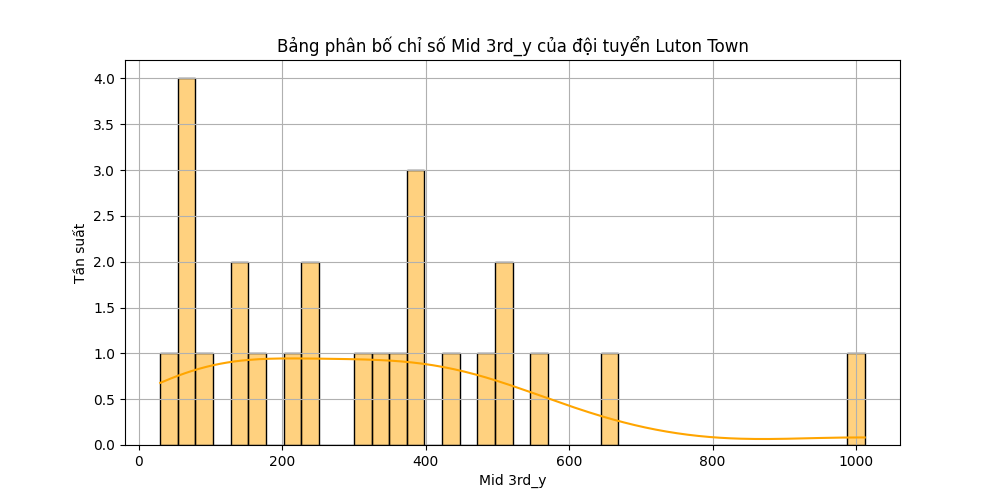 Bảng phân bố chỉ số Mid 3rd_y của đội tuyển Luton Town
Tần suất
4.0
3.5
3.0
2.5
2.0
1.5
1.0
0.5
0.0
0 200 400 600 800 1000
Mid 3rd_y